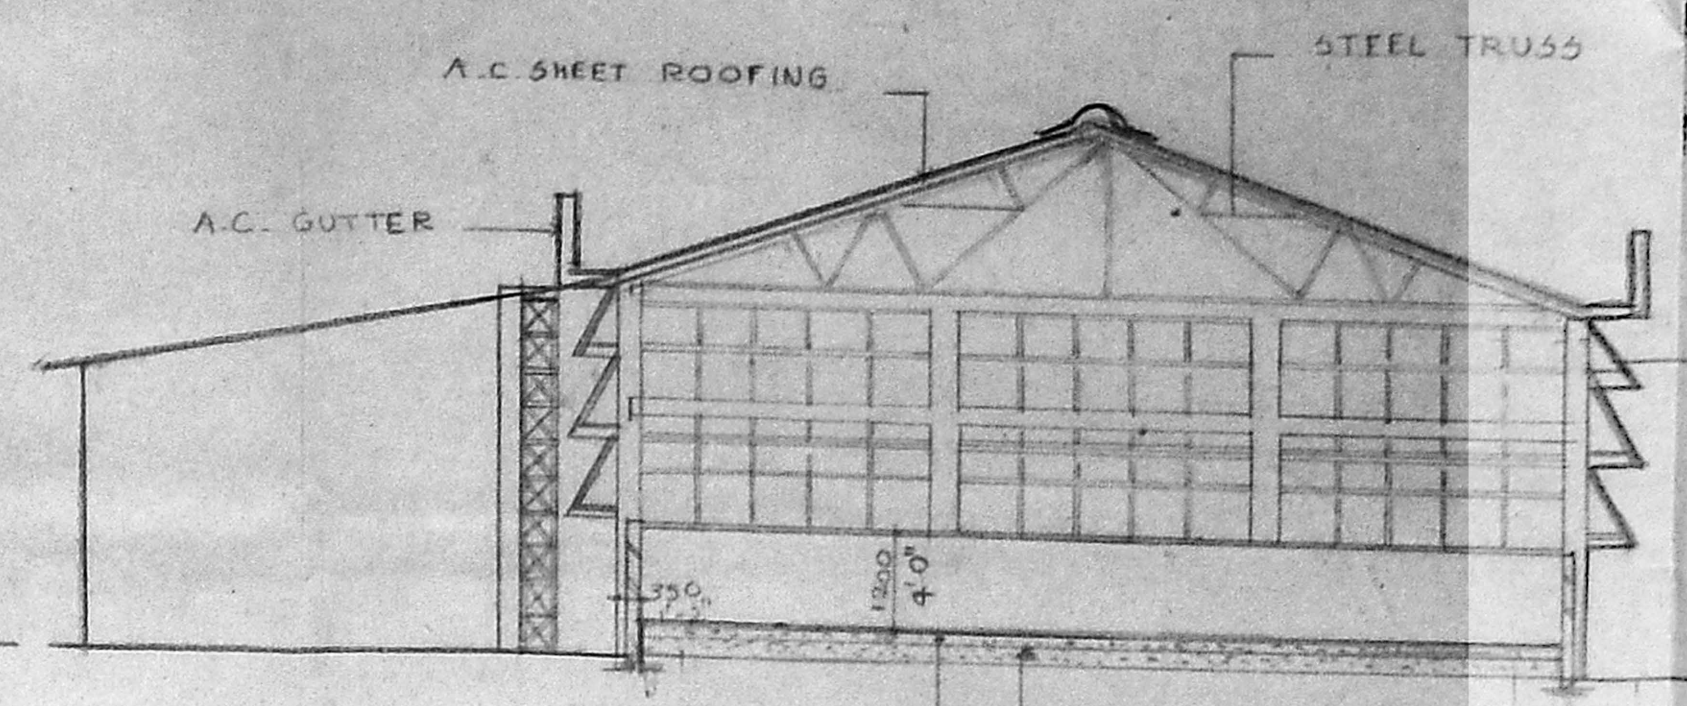 STEEL TRUSS
A.C. SHEET ROOFING
A.C. GUTTER
1200
4'0"
350